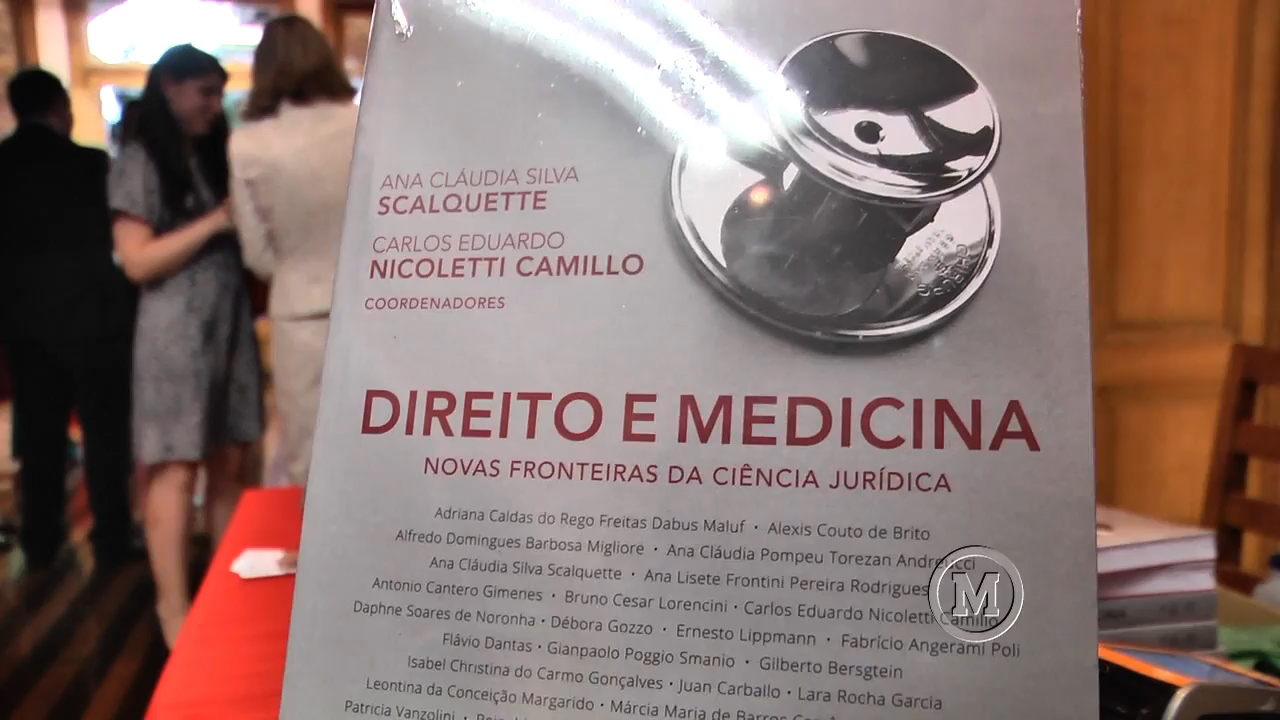 ANA CLÁUDIA SILVA
SCALQUETTE
CARLOS EDUARDO
NICOLETTI CAMILLO
COORDENADORES
DIREITO E MEDICINA
NOVAS FRONTEIRAS DA CIÊNCIA JURÍDICA
Adriana Caldas do Rego Freitas Dabus Maluf • Alexis Couto de Brito
Alfredo Domingues Barbosa Migliore • Ana Cláudia Pompeu Torezan Andreucci
Ana Cláudia Silva Scalquette • Ana Lisete Frontini Pereira Rodrigues
Antonio Cantero Gimenes • Bruno Cesar Lorencini • Carlos Eduardo Nicoletti Camillo
Daphne Soares de Noronha • Débora Gozzo • Ernesto Lippmann • Fabrício Angerami Poli
Flávio Dantas • Gianpaolo Poggio Smanio • Gilberto Bersgtein
Isabel Christina do Carmo Gonçalves • Juan Carballo • Lara Rocha Garcia
Leontina da Conceição Margarido • Márcia Maria de Barros
Patricia Vanzolini •
M